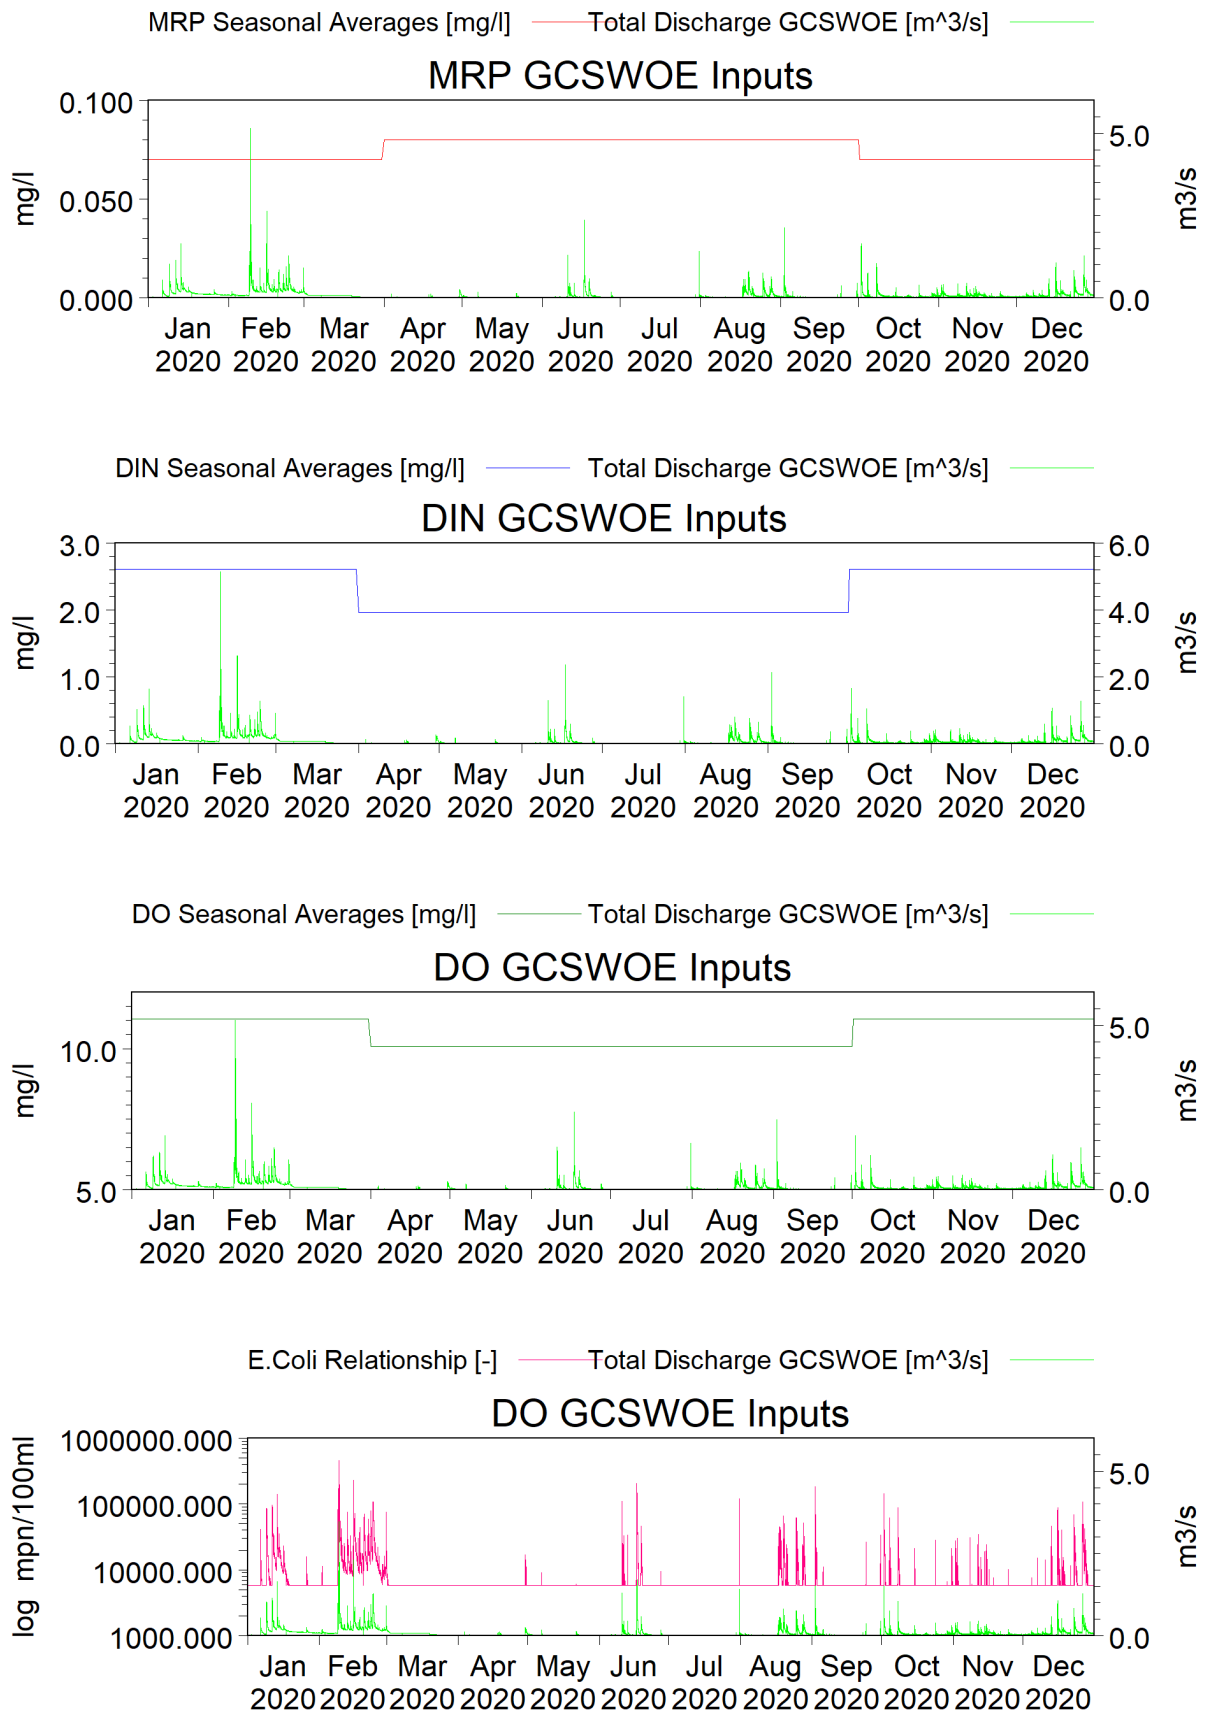 MRP Seasonal Averages [mg/l] Total Discharge GCSWOE [m^3/s]
MRP GCSWOE Inputs
0.100
0.050
0.000
mg/l
5.0
0.0
m3/s
Jan Feb Mar Apr May Jun Jul Aug Sep Oct Nov Dec
2020 2020 2020 2020 2020 2020 2020 2020 2020 2020 2020 2020
DIN Seasonal Averages [mg/l] Total Discharge GCSWOE [m^3/s]
DIN GCSWOE Inputs
3.0
2.0
1.0
0.0
mg/l
6.0
4.0
2.0
0.0
m3/s
Jan Feb Mar Apr May Jun Jul Aug Sep Oct Nov Dec
2020 2020 2020 2020 2020 2020 2020 2020 2020 2020 2020 2020
DO Seasonal Averages [mg/l] Total Discharge GCSWOE [m^3/s]
DO GCSWOE Inputs
10.0
5.0
mg/l
5.0
0.0
m3/s
Jan Feb Mar Apr May Jun Jul Aug Sep Oct Nov Dec
2020 2020 2020 2020 2020 2020 2020 2020 2020 2020 2020 2020
E.Coli Relationship [-] Total Discharge GCSWOE [m^3/s]
DO GCSWOE Inputs
1000000.000
100000.000
10000.000
1000.000
log mpn/100ml
5.0
0.0
m3/s
Jan Feb Mar Apr May Jun Jul Aug Sep Oct Nov Dec
2020 2020 2020 2020 2020 2020 2020 2020 2020 2020 2020 2020